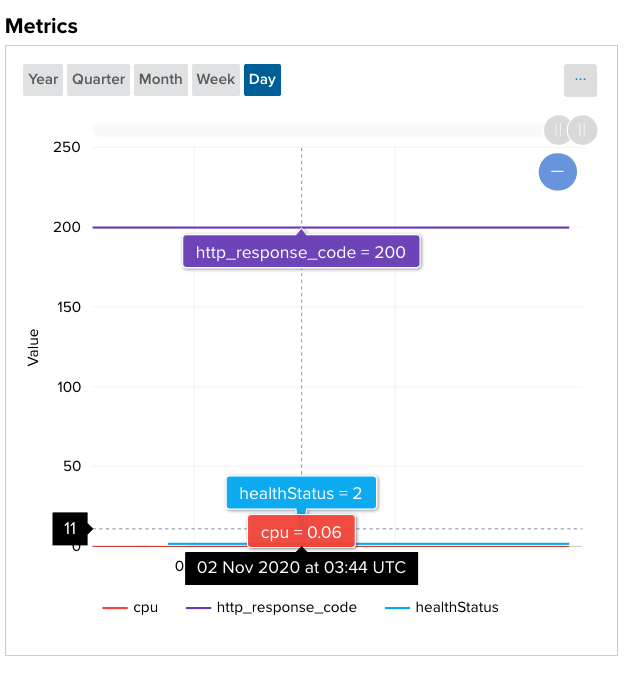 Metrics
Year Quarter Month Week Day ...
250
200
http_response_code = 200
150
Value
100
50
healthStatus = 2
11
cpu = 0.06
0
0
02 Nov 2020 at 03:44 UTC
cpu http_response_code healthStatus